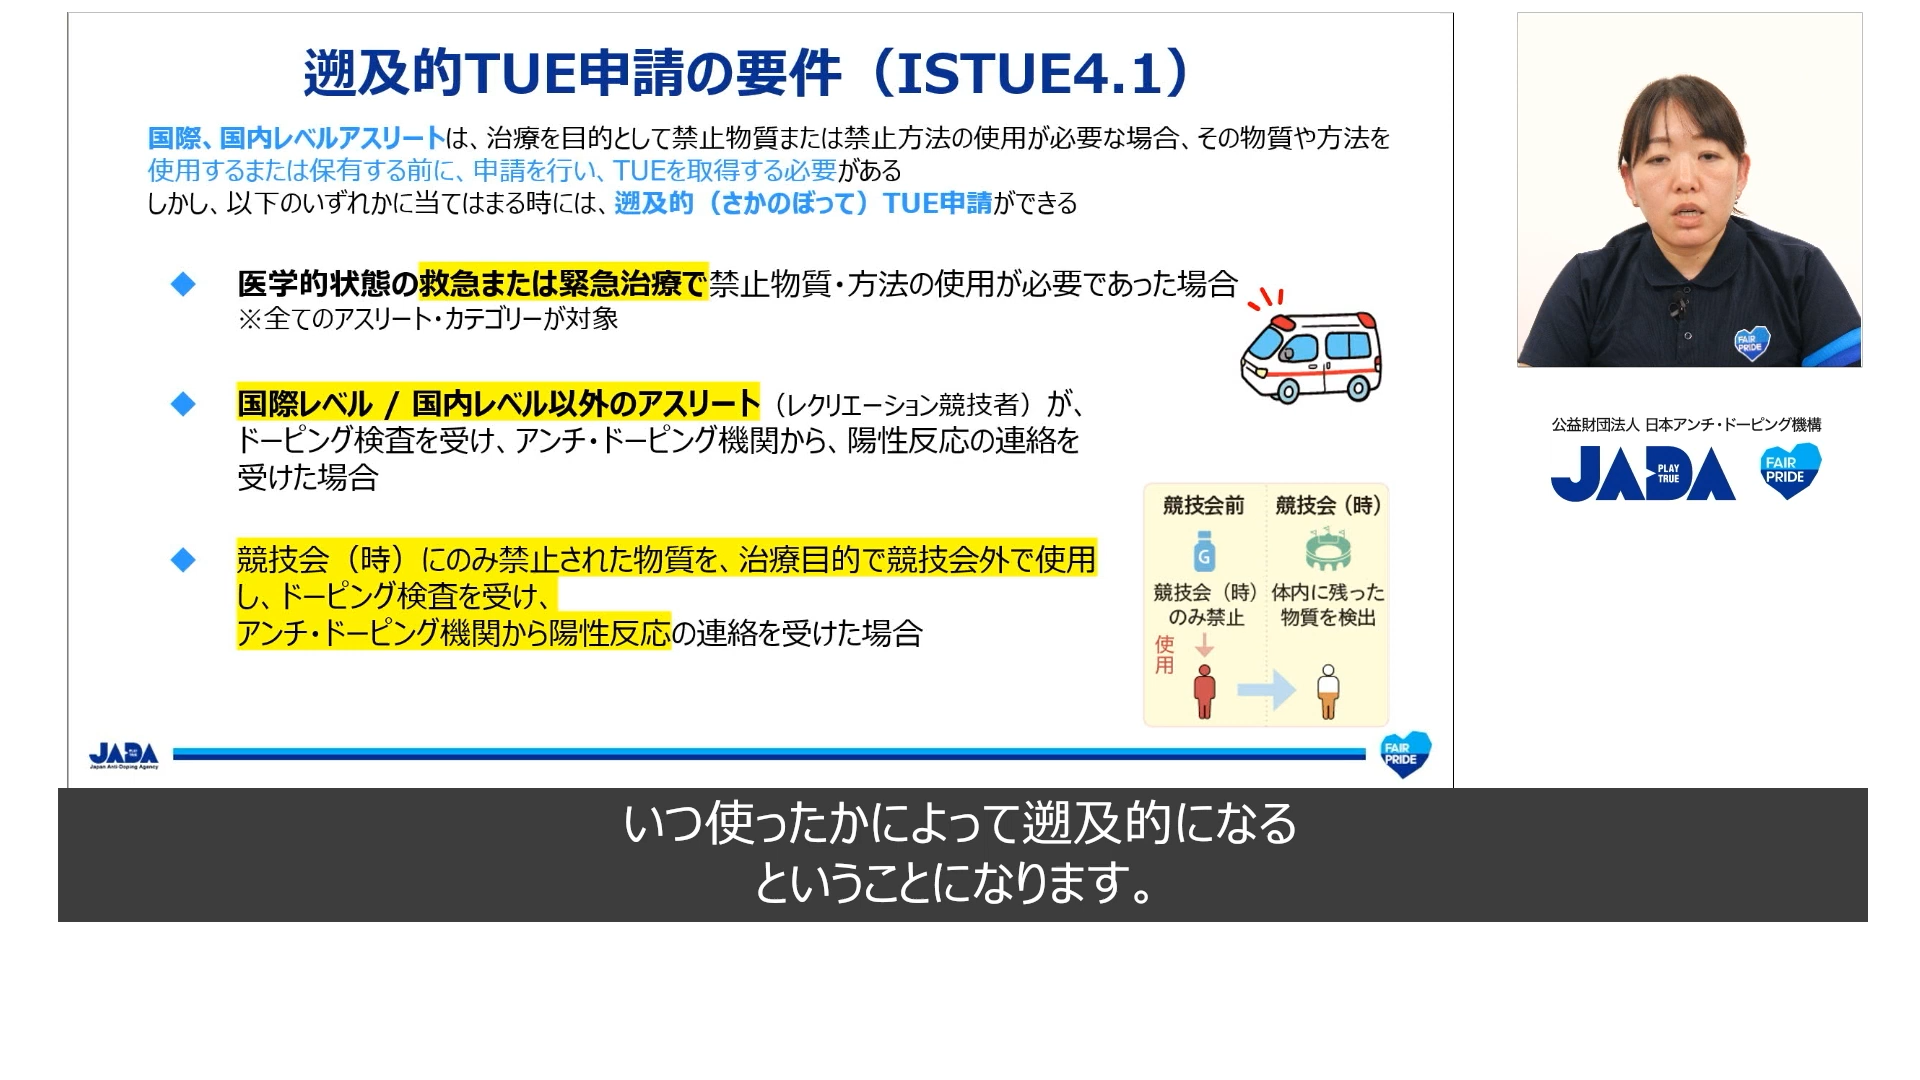 遡及的TUE申請の要件（ISTUE4.1）
国際、国内レベルアスリートは、治療を目的として禁止物質または禁止方法の使用が必要な場合、その物質や方法を
使用するまたは保有する前に、申請を行い、TUEを取得する必要がある
しかし、以下のいずれかに当てはまる時には、遡及的（さかのぼって）TUE申請ができる
◆ 医学的状態の救急または緊急治療で禁止物質・方法の使用が必要であった場合
※全てのアスリート・カテゴリーが対象
◆ 国際レベル / 国内レベル以外のアスリート（レクリエーション競技者）が、
ドーピング検査を受け、アンチ・ドーピング機関から、陽性反応の連絡を
受けた場合
◆ 競技会（時）にのみ禁止された物質を、治療目的で競技会外で使用
し、ドーピング検査を受け、
アンチ・ドーピング機関から陽性反応の連絡を受けた場合
競技会前
G
競技会（時）
のみ禁止
使
用
競技会（時）
体内に残った
物質を検出
JADA
PLAY
TRUE
Japan Anti-Doping Agency
FAIR
PRIDE
FAIR
PRIDE
公益財団法人 日本アンチ・ドーピング機構
JADA
PLAY
TRUE
FAIR
PRIDE
いつ使ったかによって遡及的になる
ということになります。